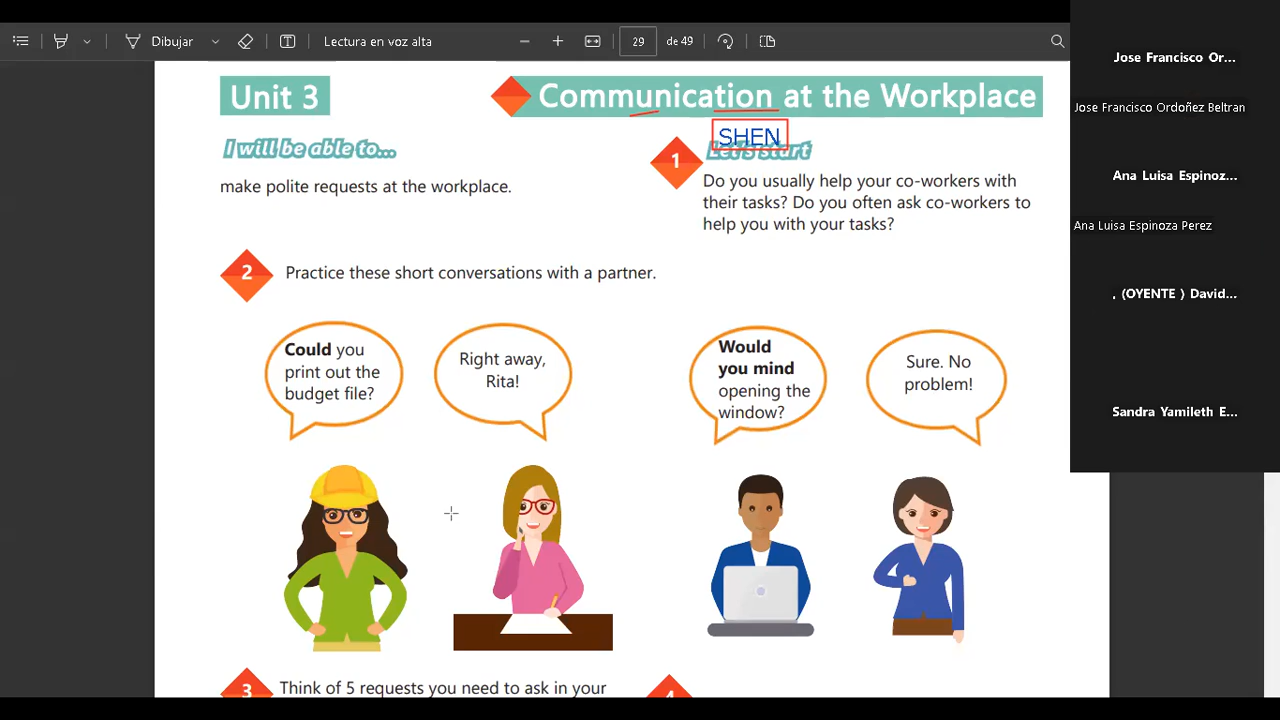 Dibujar
Lectura en voz alta
29
de 49
Jose Francisco Or...
Jose Francisco Ordoñez Beltran
Ana Luisa Espinoz...
Ana Luisa Espinoza Perez
. (OYENTE ) David...
Sandra Yamileth E...
Unit 3
Communication at the Workplace
SHEN
I will be able to...
make polite requests at the workplace.
1
Let's start
Do you usually help your co-workers with
their tasks? Do you often ask co-workers to
help you with your tasks?
2
Practice these short conversations with a partner.
Could you
print out the
budget file?
Right away,
Rita!
Would
you mind
opening the
window?
Sure. No
problem!
3
Think of 5 requests you need to ask in your
4